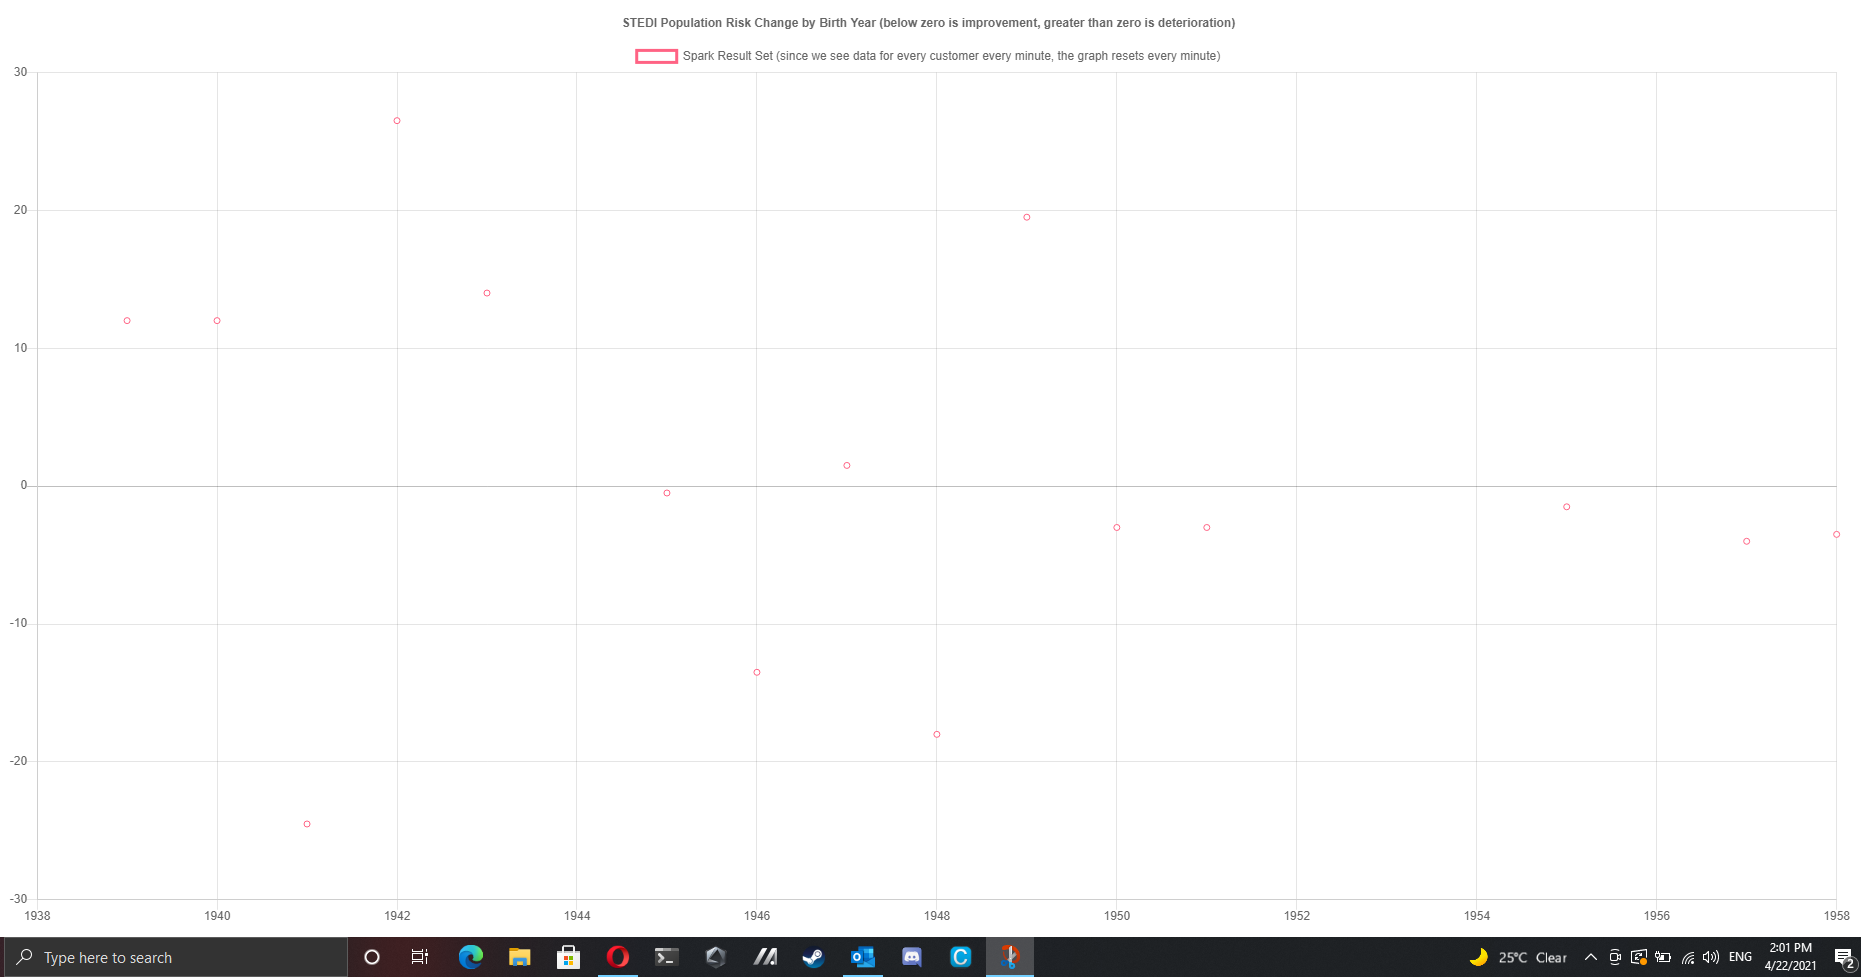 STEDI Population Risk Change by Birth Year (below zero is improvement, greater than zero is deterioration)
Spark Result Set (since we see data for every customer every minute, the graph resets every minute)
30
20
10
0
-10
-20
-30
1938 1940 1942 1944 1946 1948 1950 1952 1954 1956 1958
Type here to search
C
25°C Clear
ENG
2:01 PM
4/22/2021
2